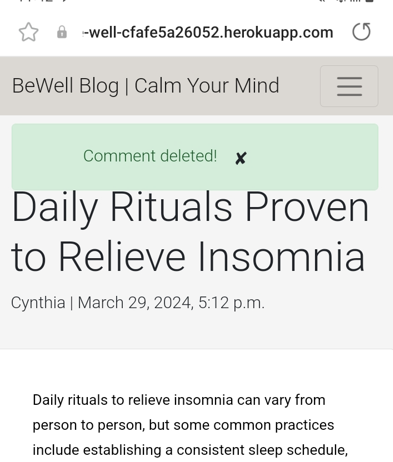 -well-cfafe5a26052.herokuapp.com
BeWell Blog | Calm Your Mind
Comment deleted! ✘
Daily Rituals Proven
to Relieve Insomnia
Cynthia | March 29, 2024, 5:12 p.m.
Daily rituals to relieve insomnia can vary from
person to person, but some common practices
include establishing a consistent sleep schedule,